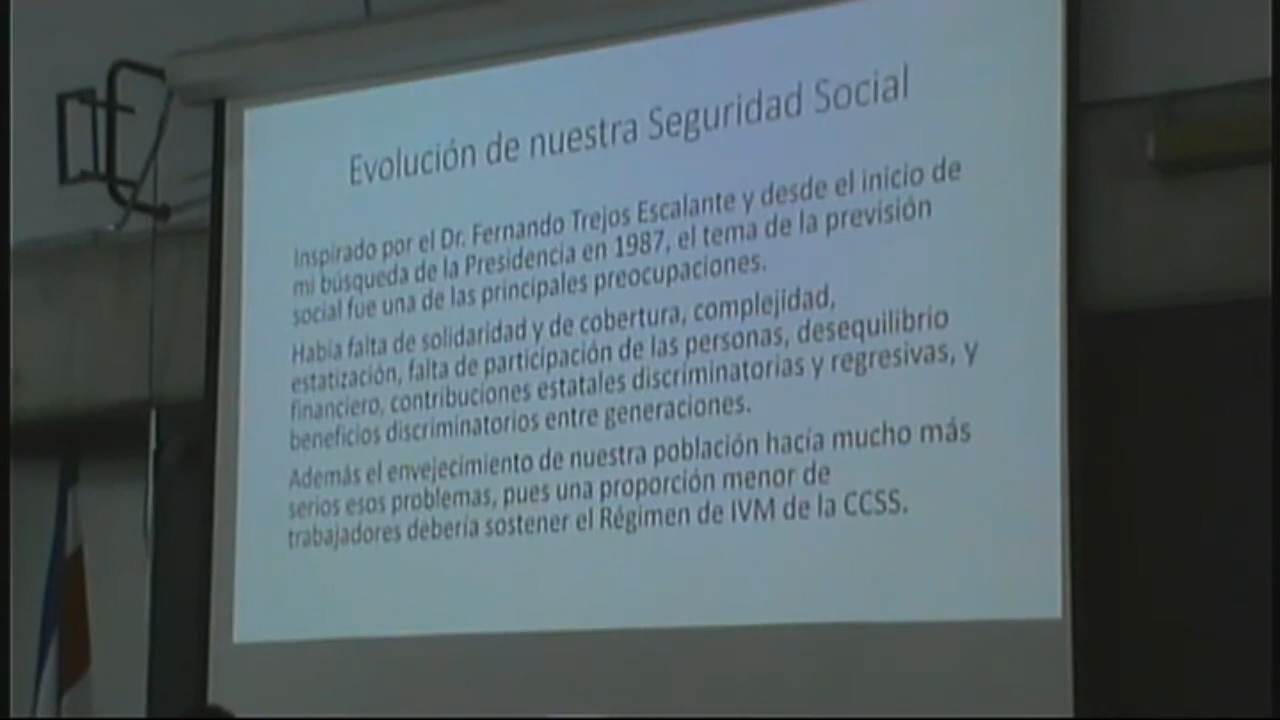 Evolución de nuestra Seguridad Social
Inspirado por el Dr. Fernando Trejos Escalante y desde el inicio de
mi búsqueda de la Presidencia en 1987, el tema de la previsión
social fue una de las principales preocupaciones.
Había falta de solidaridad y de cobertura, complejidad,
estatización, falta de participación de las personas, desequilibrio
financiero, contribuciones estatales discriminatorias y regresivas, y
beneficios discriminatorios entre generaciones.
Además el envejecimiento de nuestra población hacía mucho más
serios esos problemas, pues una proporción menor de
trabajadores debería sostener el Régimen de IVM de la CCSS.